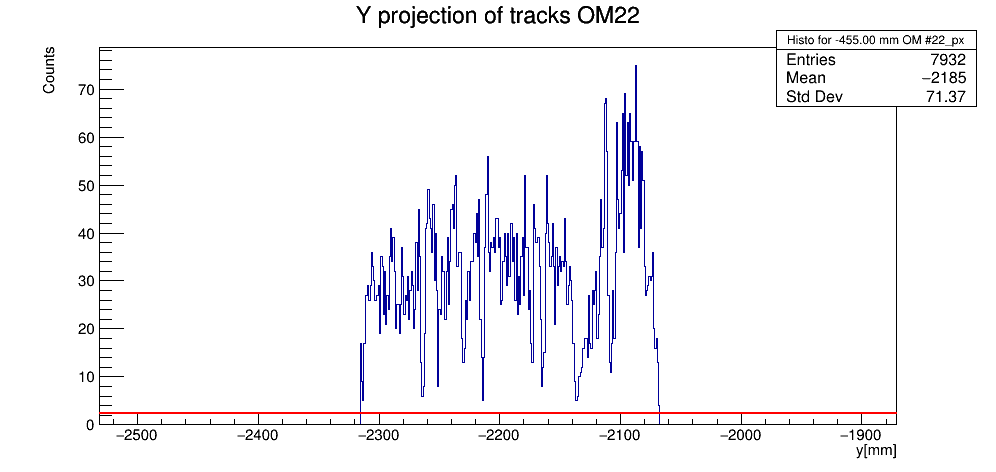 Y projection of tracks OM22
Histo for -455.00 mm OM #22_px
Entries 7932
Mean −2185
Std Dev 71.37
Counts
70
60
50
40
30
20
10
0
−2500 −2400 −2300 −2200 −2100 −2000 −1900
y[mm]